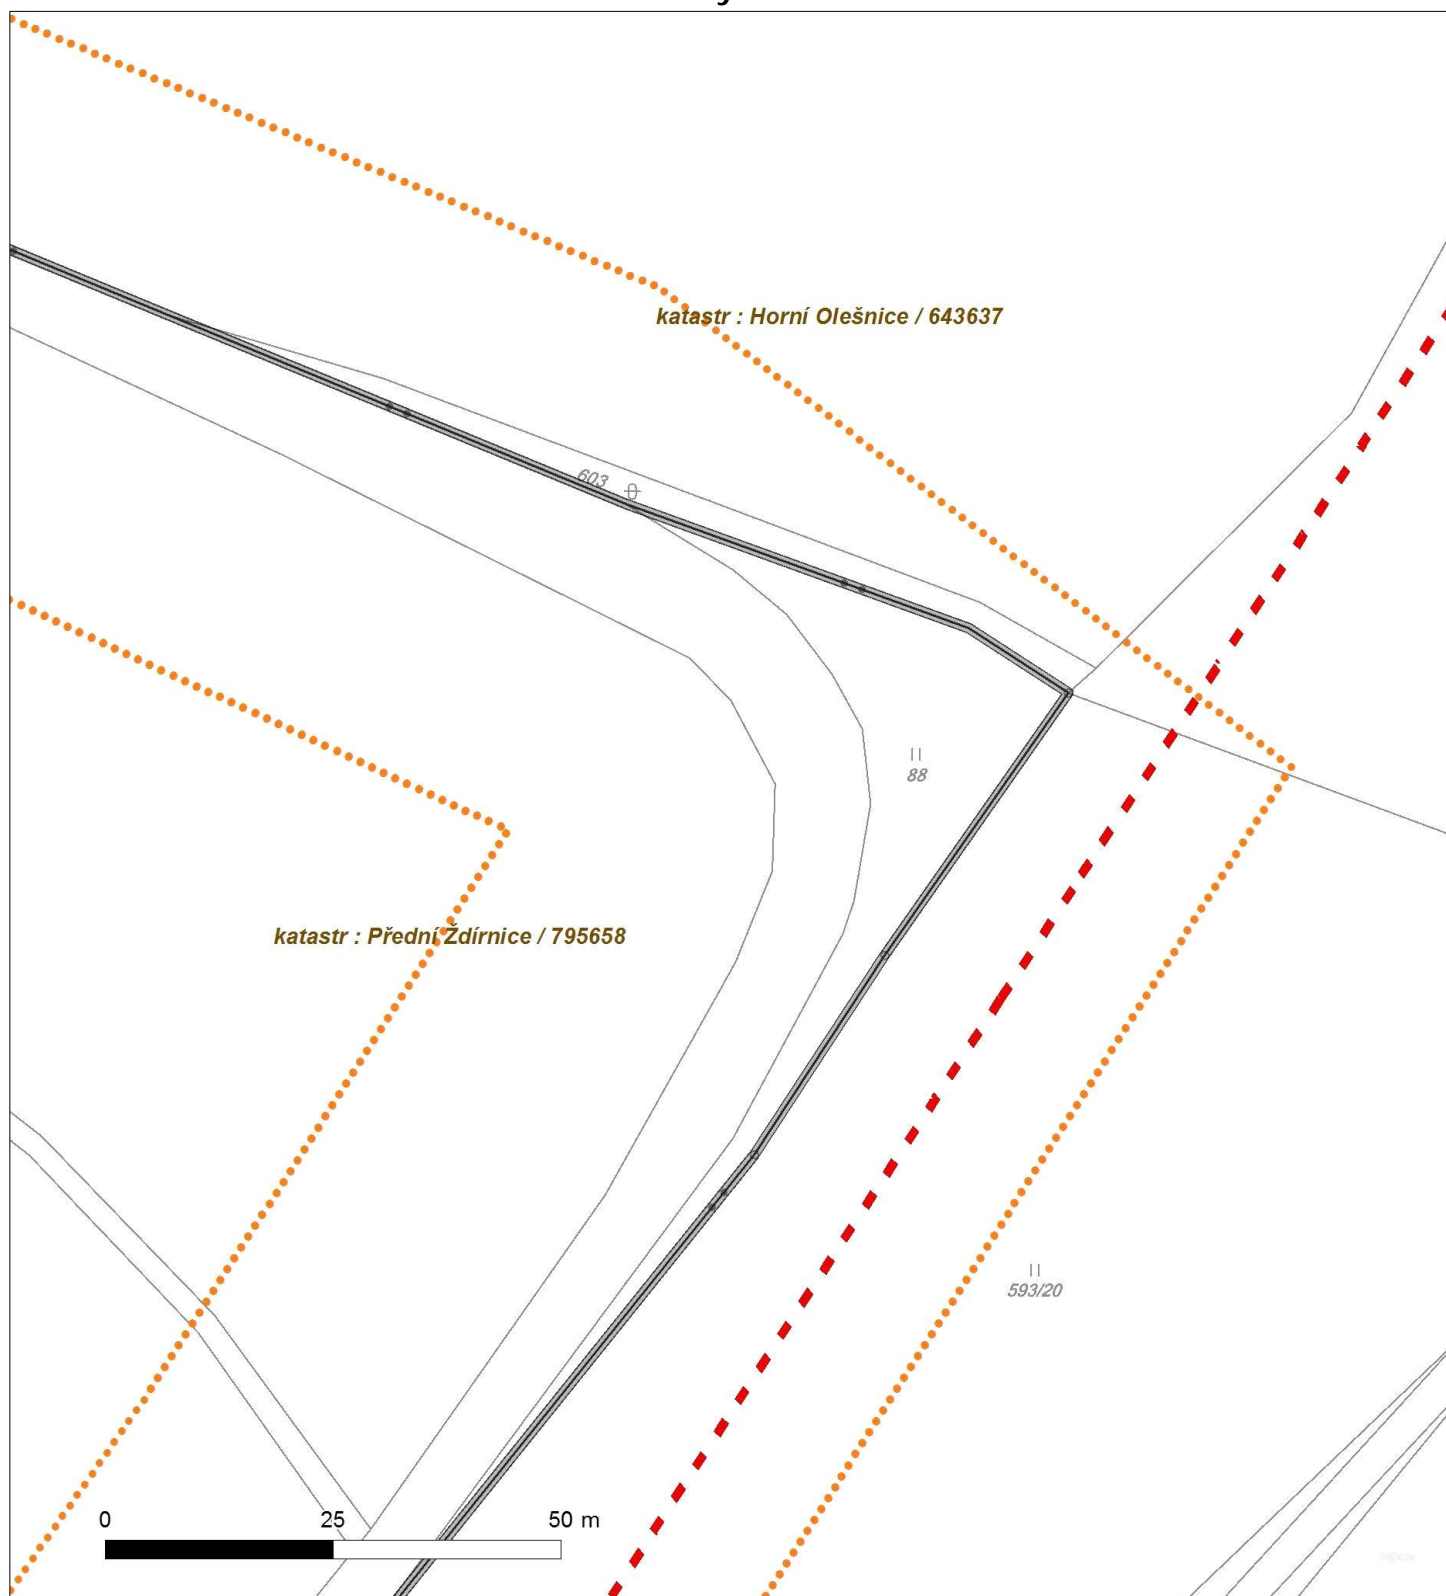 katastr : Horní Olešnice / 643637
603
88
katastr : Přední Ždírnice / 795658
593/20
0 25 50 m